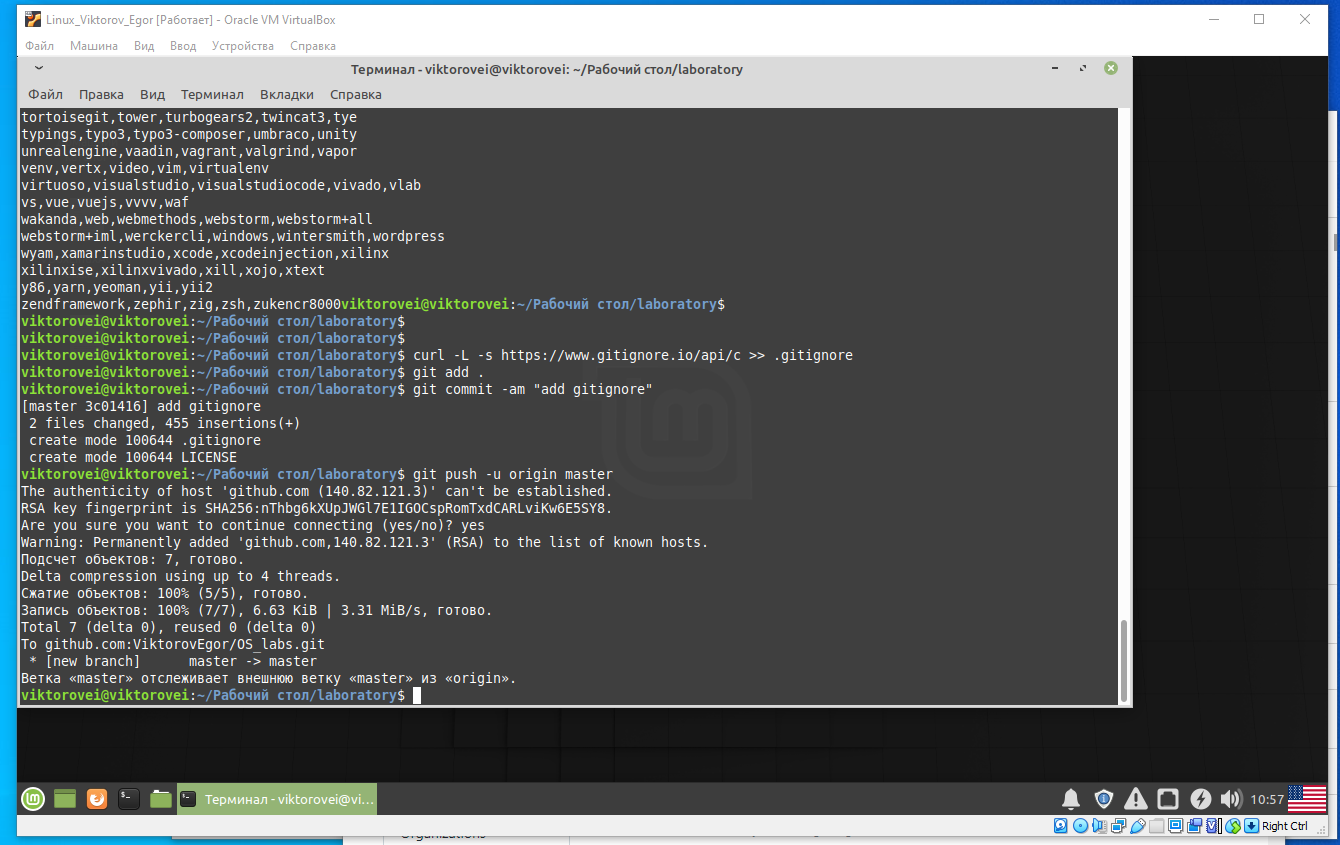 Linux_Viktorov_Egor [Работает] - Oracle VM VirtualBox
Файл Машина Вид Ввод Устройства Справка
Терминал - viktorovei@viktorovei: ~/Рабочий стол/laboratory
Файл Правка Вид Терминал Вкладки Справка
tortoisegit,tower,turbogears2,twincat3,tye
typings,typo3,typo3-composer,umbraco,unity
unrealengine,vaadin,vagrant,valgrind,vapor
venv,vertx,video,vim,virtualenv
virtuoso,visualstudio,visualstudiocode,vivado,vlab
vs,vue,vuejs,vvvv,waf
wakanda,web,webmethods,webstorm,webstorm+all
webstorm+iml,werckercli,windows,wintersmith,wordpress
wyam,xamarinstudio,xcode,xcodeinjection,xilinx
xilinxise,xilinxvivado,xill,xojo,xtext
y86,yarn,yeoman,yii,yii2
zendframework,zephir,zig,zsh,zukencr8000viktorovei@viktorovei:~/Рабочий стол/laboratory$
viktorovei@viktorovei:~/Рабочий стол/laboratory$
viktorovei@viktorovei:~/Рабочий стол/laboratory$
viktorovei@viktorovei:~/Рабочий стол/laboratory$ curl -L -s https://www.gitignore.io/api/c >> .gitignore
viktorovei@viktorovei:~/Рабочий стол/laboratory$ git add .
viktorovei@viktorovei:~/Рабочий стол/laboratory$ git commit -am "add gitignore"
[master 3c01416] add gitignore
 2 files changed, 455 insertions(+)
 create mode 100644 .gitignore
 create mode 100644 LICENSE
viktorovei@viktorovei:~/Рабочий стол/laboratory$ git push -u origin master
The authenticity of host 'github.com (140.82.121.3)' can't be established.
RSA key fingerprint is SHA256:nThbg6kXUpJWGl7E1IGOCspRomTxdCARLviKw6E5SY8.
Are you sure you want to continue connecting (yes/no)? yes
Warning: Permanently added 'github.com,140.82.121.3' (RSA) to the list of known hosts.
Подсчет объектов: 7, готово.
Delta compression using up to 4 threads.
Сжатие объектов: 100% (5/5), готово.
Запись объектов: 100% (7/7), 6.63 KiB | 3.31 MiB/s, готово.
Total 7 (delta 0), reused 0 (delta 0)
To github.com:ViktorovEgor/OS_labs.git
 * [new branch]      master -> master
Ветка «master» отслеживает внешнюю ветку «master» из «origin».
viktorovei@viktorovei:~/Рабочий стол/laboratory$
Терминал - viktorovei@vi...
10:57
Right Ctrl